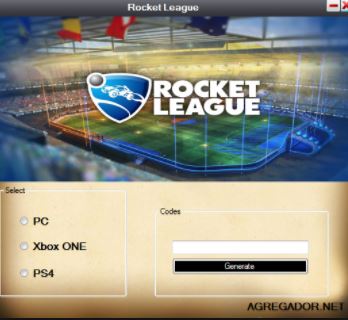 Rocket League
ROCKET
LEAGUE
Select
PC
Xbox ONE
PS4
Codes
Generate
AGREGADOR.NET